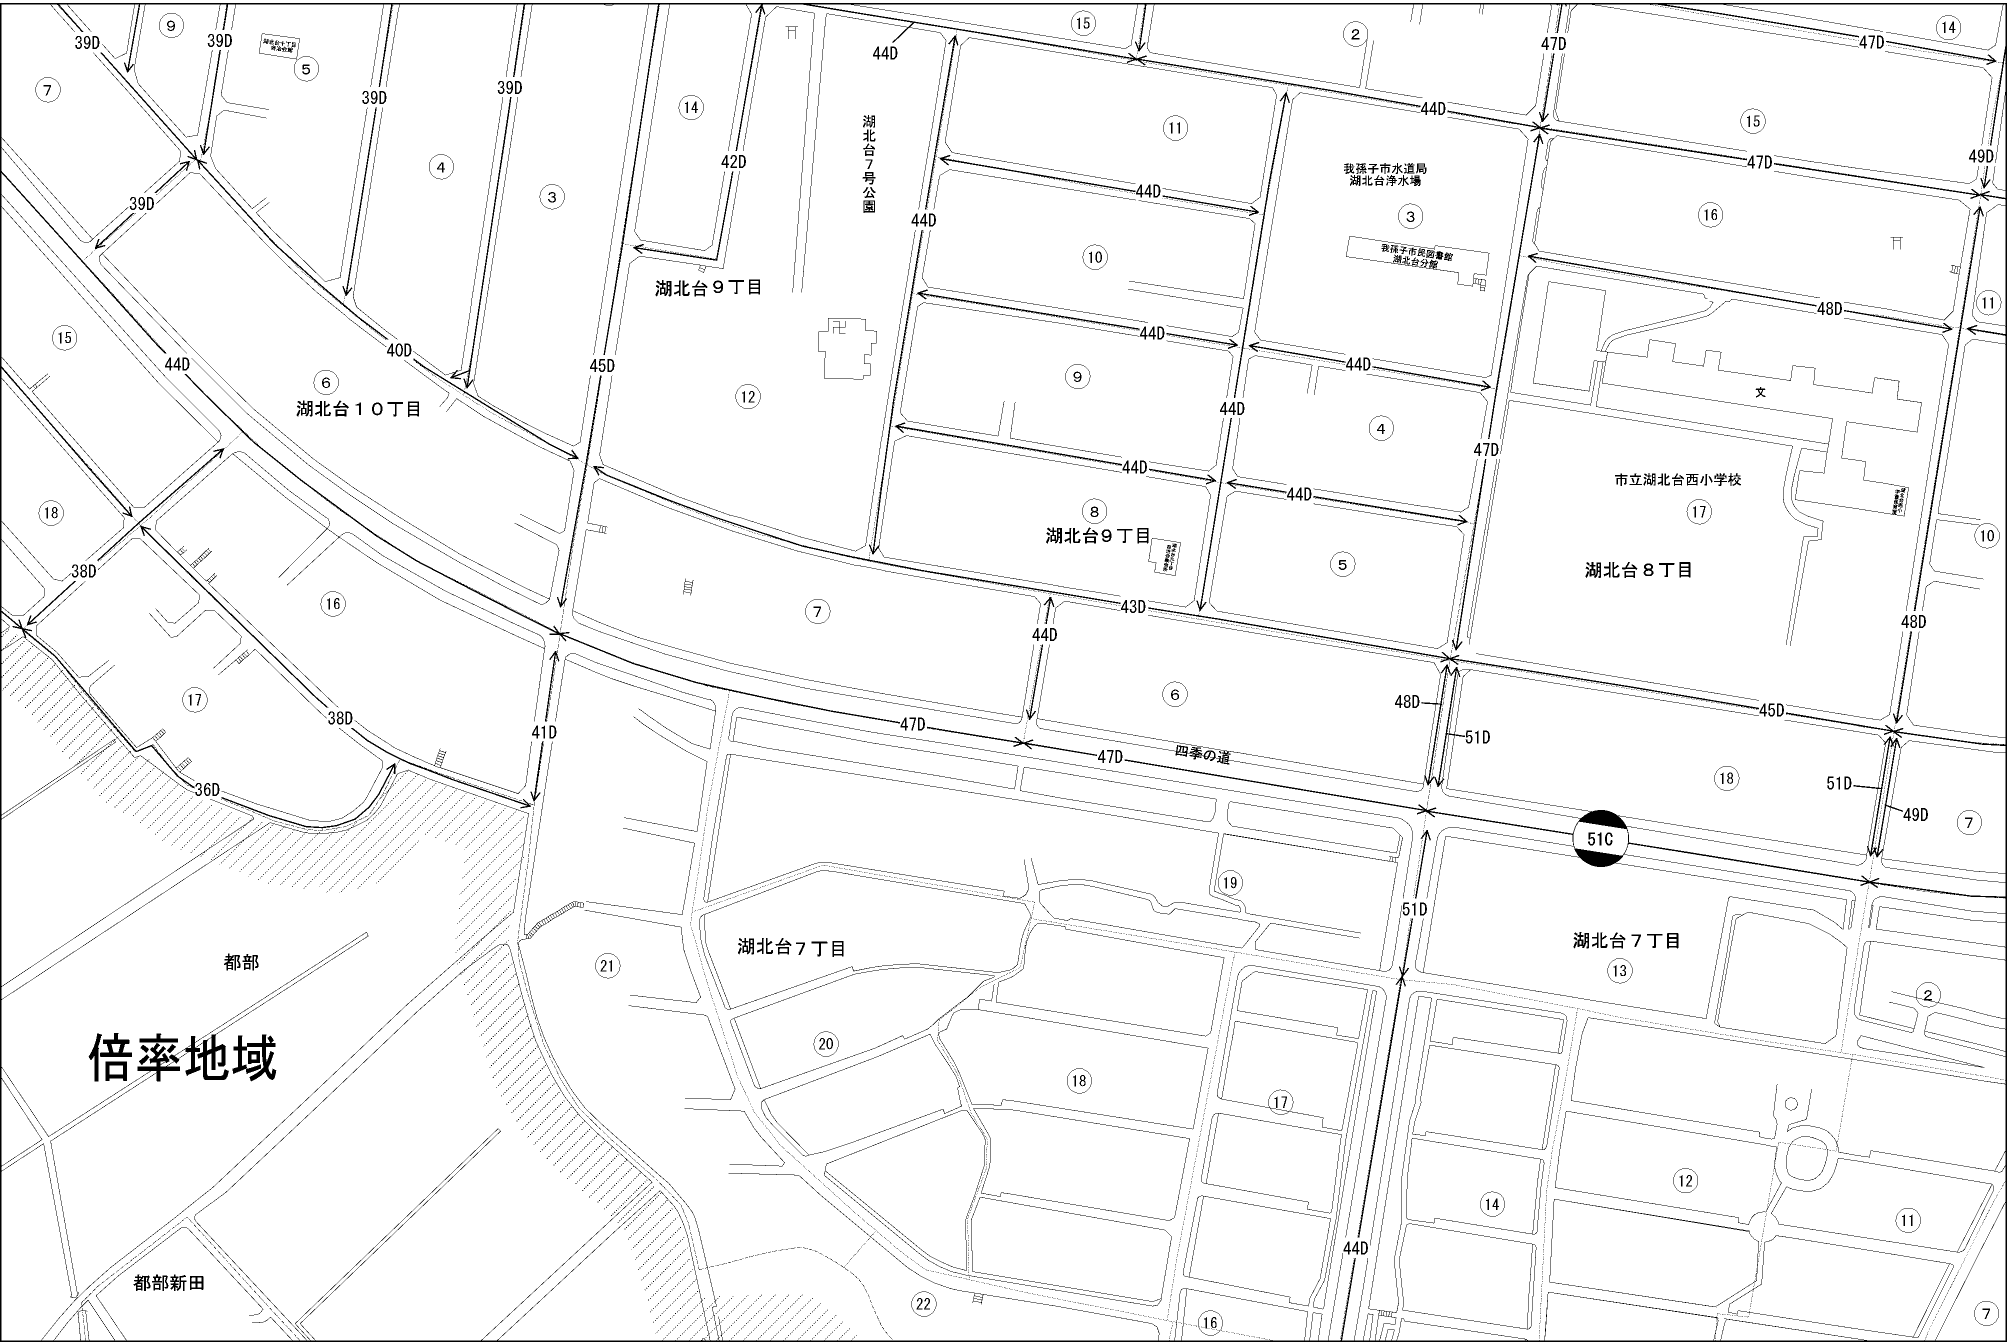 39D
⑨
39D
湖北台十丁目
⑤
⑦
39D
39D
④
③
39D
⑭
42D
44D
⑮
②
47D
47D
⑭
湖北台7号公園
⑪
44D
⑮
我孫子市水道局
湖北台浄水場
47D
49D
44D
44D
③
⑯
⑩
我孫子市民図書館
湖北台分館
湖北台9丁目
⑪
48D
⑮
44D
40D
45D
⑥
湖北台10丁目
⑫
44D
44D
⑨
44D
文
④
47D
44D
44D
市立湖北台西小学校
⑱
⑧
湖北台9丁目
⑰
⑩
38D
⑤
湖北台8丁目
⑯
⑦
43D
44D
48D
⑰
38D
41D
⑥
48D
45D
47D
47D
四季の道
51D
36D
⑱
51D
49D
⑦
51C
⑲
51D
湖北台7丁目
湖北台7丁目
都部
㉑
⑬
②
倍率地域
⑳
⑱
⑰
⑫
⑭
⑪
44D
都部新田
㉒
⑯
⑦